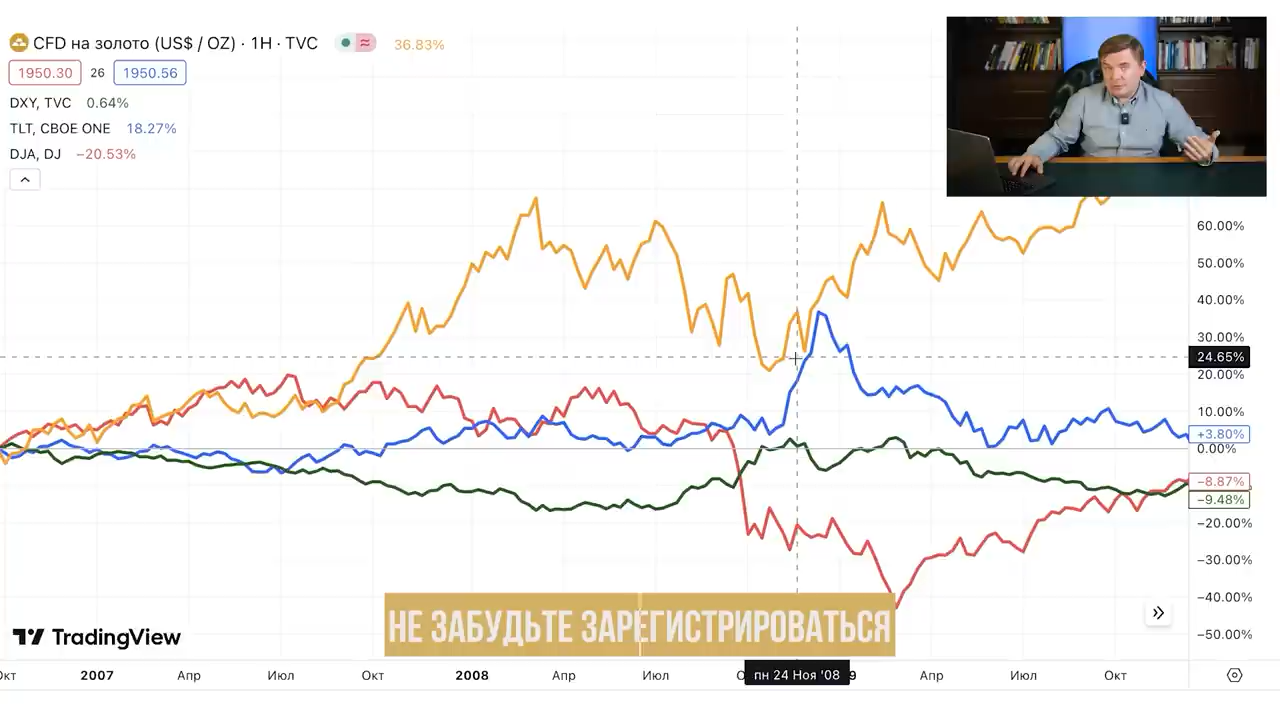 CFD на золото (US$ / OZ) · 1Н · TVC 36.83%
1950.30 26 1950.56
DXY, TVC 0.64%
TLT, CBOE ONE 18.27%
DJA, DJ −20.53%
60.00%
50.00%
40.00%
30.00%
24.65%
20.00%
10.00%
+3.80%
0.00%
−8.87%
−9.48%
−20.00%
−30.00%
−40.00%
−50.00%
НЕ ЗАБУДЬТЕ ЗАРЕГИСТРИРОВАТЬСЯ
TradingView
Окт 2007 Апр Июл Окт 2008 Апр Июл пн 24 Ноя '08 Апр Июл Окт